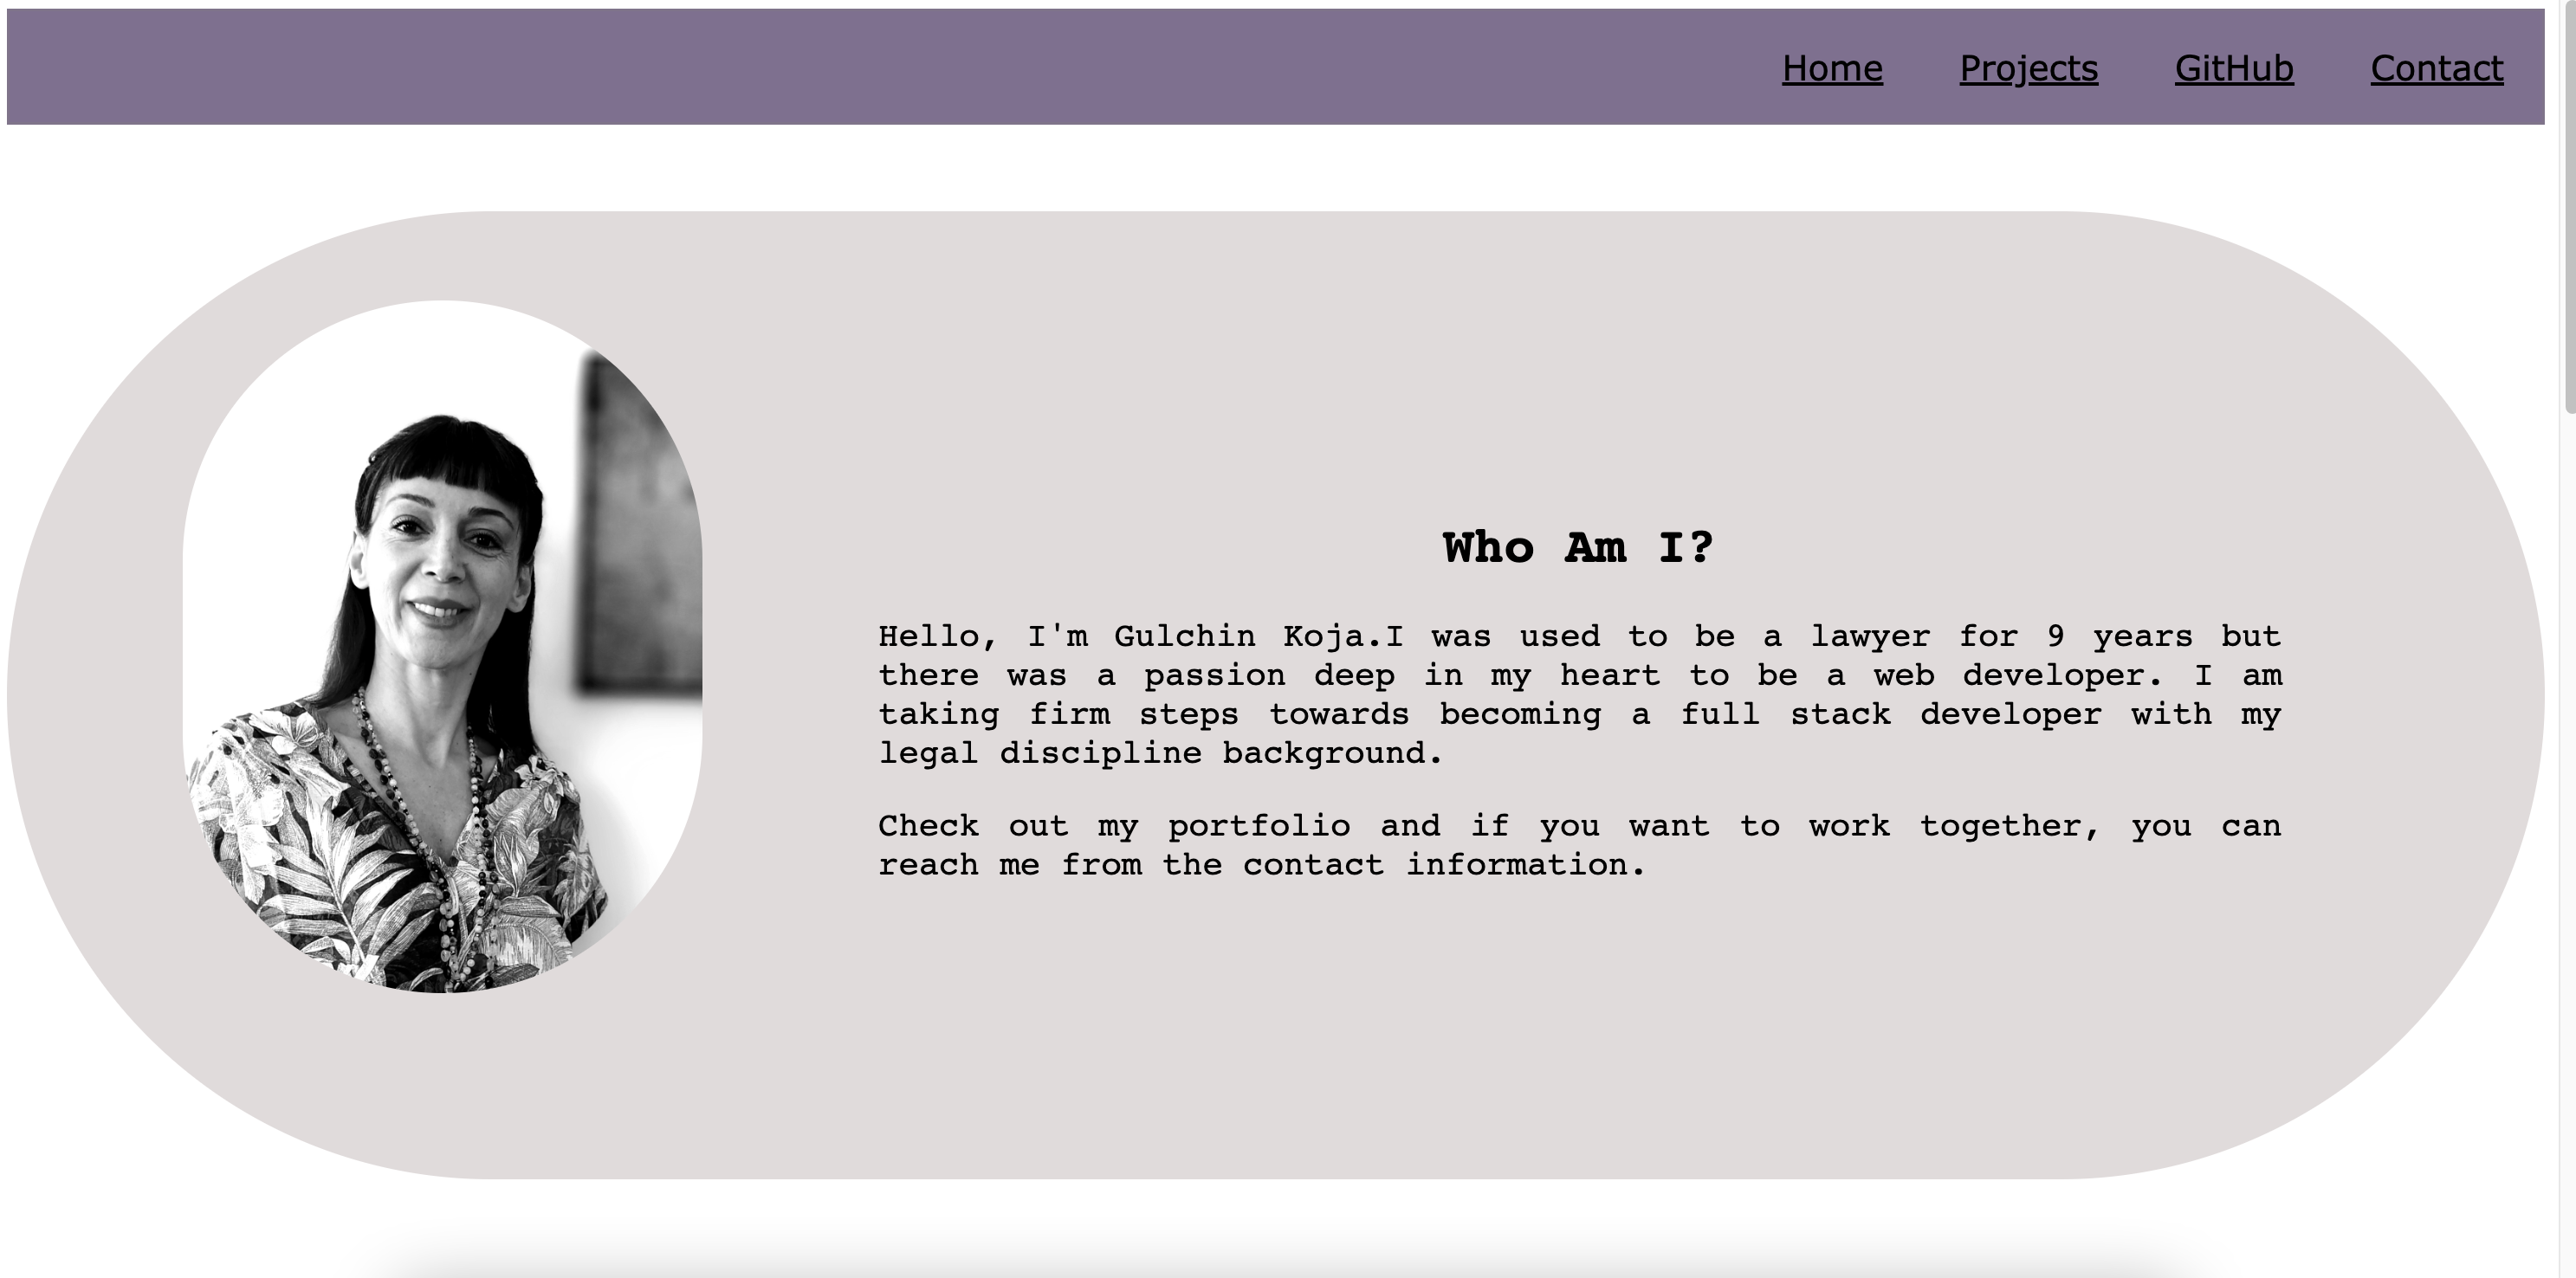 Home Projects GitHub Contact
Who Am I?
Hello, I'm Gulchin Koja.I was used to be a lawyer for 9 years but
there was a passion deep in my heart to be a web developer. I am
taking firm steps towards becoming a full stack developer with my
legal discipline background.
Check out my portfolio and if you want to work together, you can
reach me from the contact information.